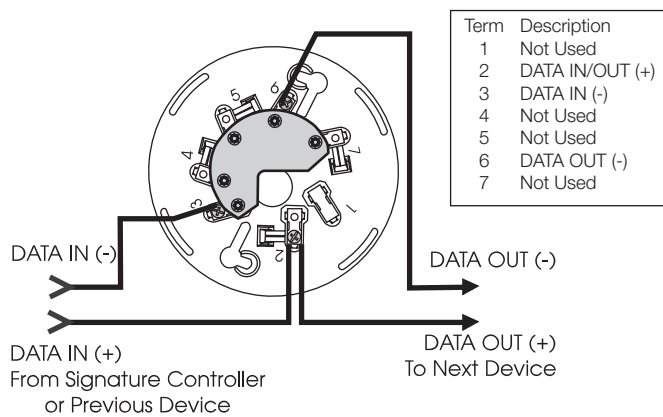 Term Description
1 Not Used
2 DATA IN/OUT (+)
3 DATA IN (-)
4 Not Used
5 Not Used
6 DATA OUT (-)
7 Not Used
6
5
4
7
3
1
2
DATA IN (-)
DATA OUT (-)
DATA IN (+)
From Signature Controller
or Previous Device
DATA OUT (+)
To Next Device